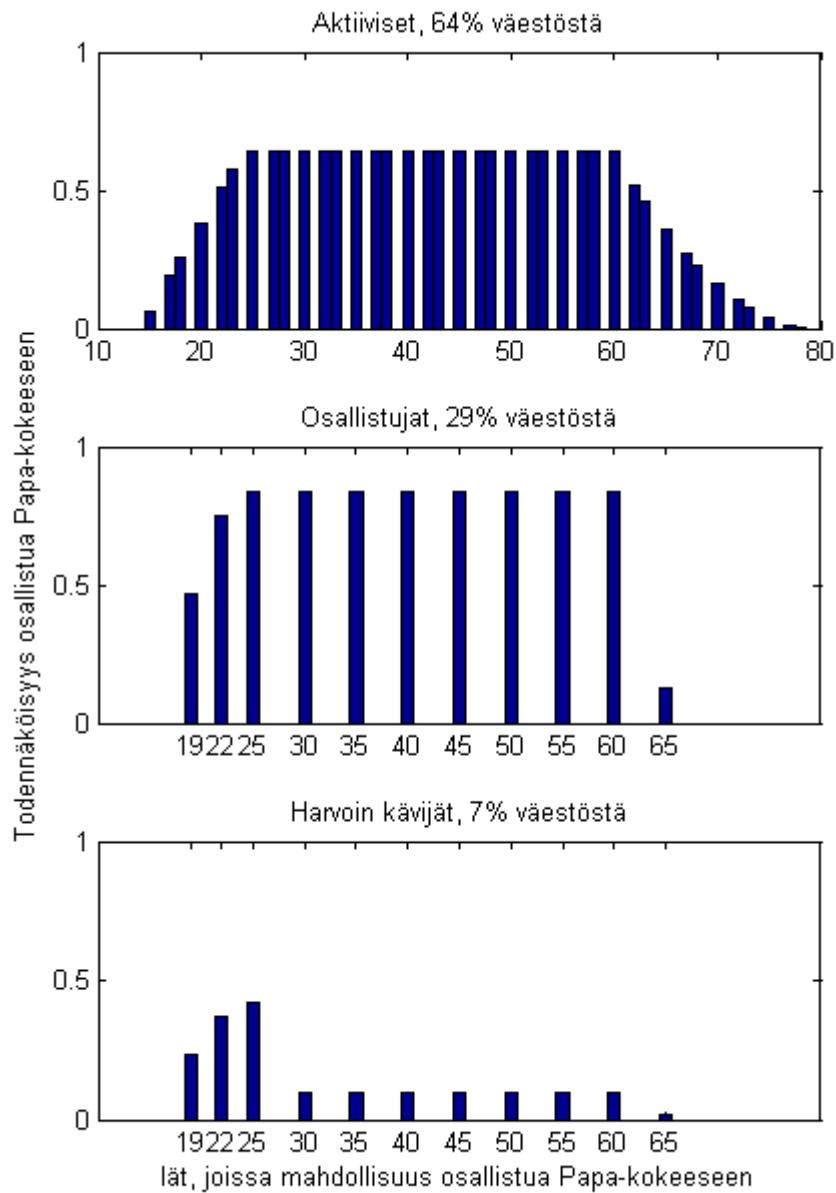 Aktiiviset, 64% väestöstä
1
0.5
0
10 20 30 40 50 60 70 80
Osallistujat, 29% väestöstä
1
0.5
0
19 22 25 30 35 40 45 50 55 60 65
Harvoin kävijät, 7% väestöstä
1
0.5
0
19 22 25 30 35 40 45 50 55 60 65
Iät, joissa mahdollisuus osallistua Papa-kokeeseen
Todennäköisyys osallistua Papa-kokeeseen